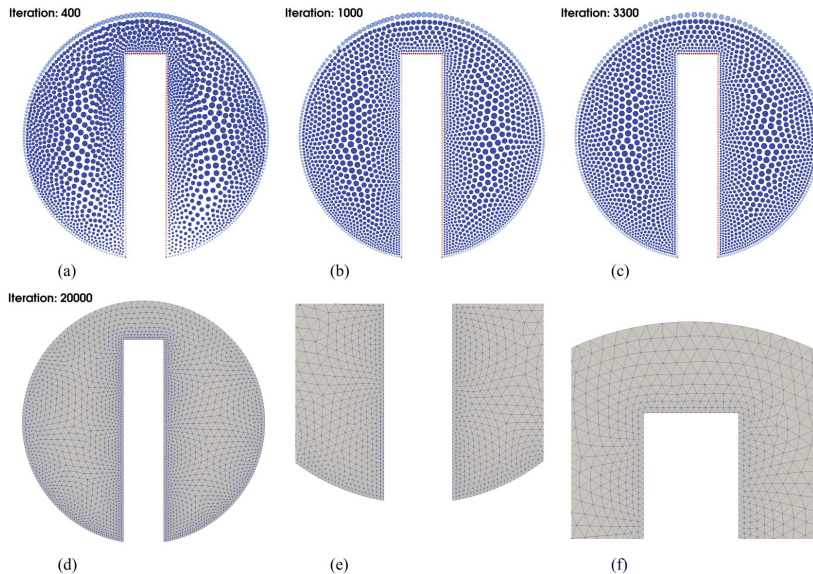 Iteration: 400
Iteration: 1000
Iteration: 3300
(a)
(b)
(c)
Iteration: 20000
(d)
(e)
(f)